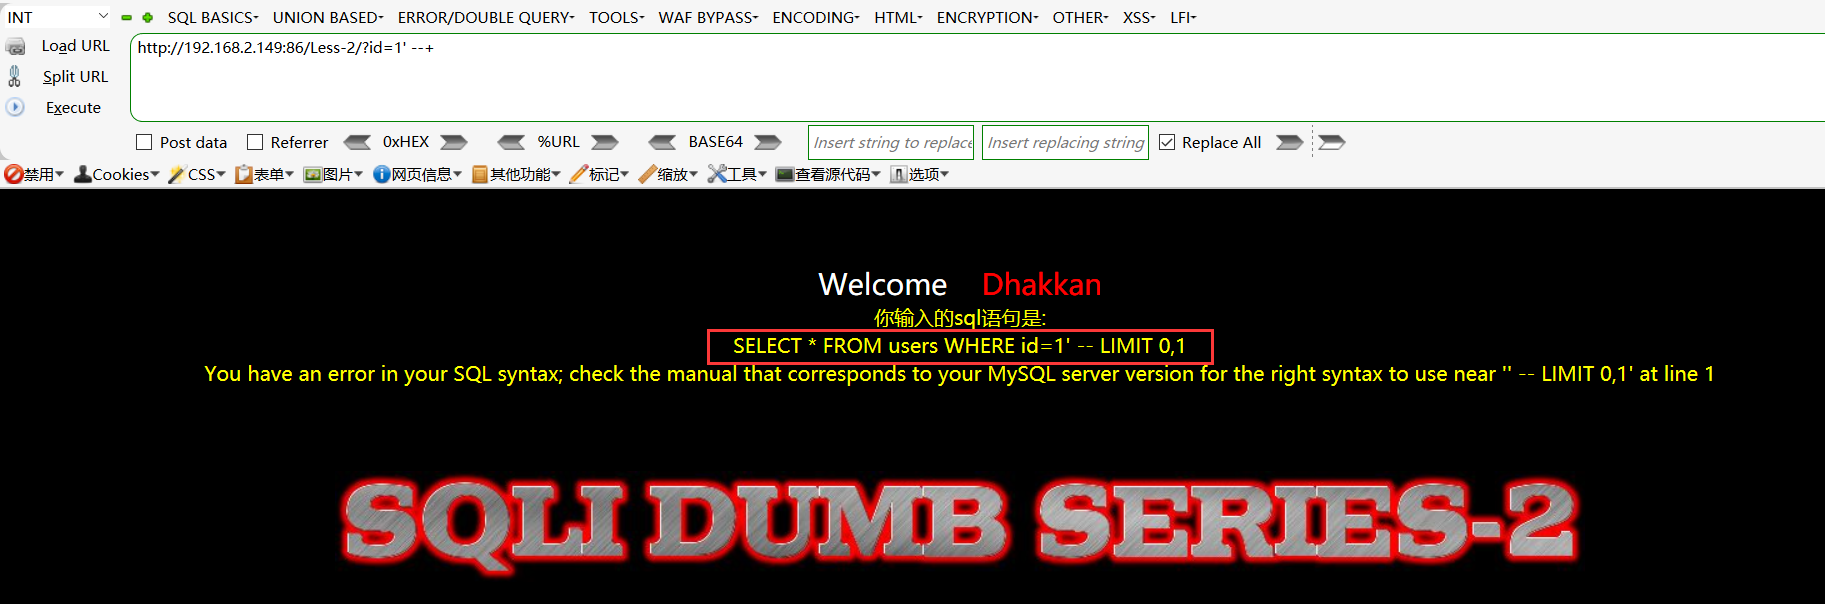 INT SQL BASICS UNION BASED ERROR/DOUBLE QUERY TOOLS WAF BYPASS ENCODING HTML ENCRYPTION OTHER XSS LFI
Load URL http://192.168.2.149:86/Less-2/?id=1' --+
Split URL
Execute
Post data Referrer 0xHEX %URL BASE64 Insert string to replace Insert replacing string Replace All
禁用 Cookies CSS 表单 图片 网页信息 其他功能 标记 缩放 工具 查看源代码 选项
Welcome Dhakkan
你输入的sql语句是:
SELECT * FROM users WHERE id=1' -- LIMIT 0,1
You have an error in your SQL syntax; check the manual that corresponds to your MySQL server version for the right syntax to use near '' -- LIMIT 0,1' at line 1
SQLI DUMB SERIES-2